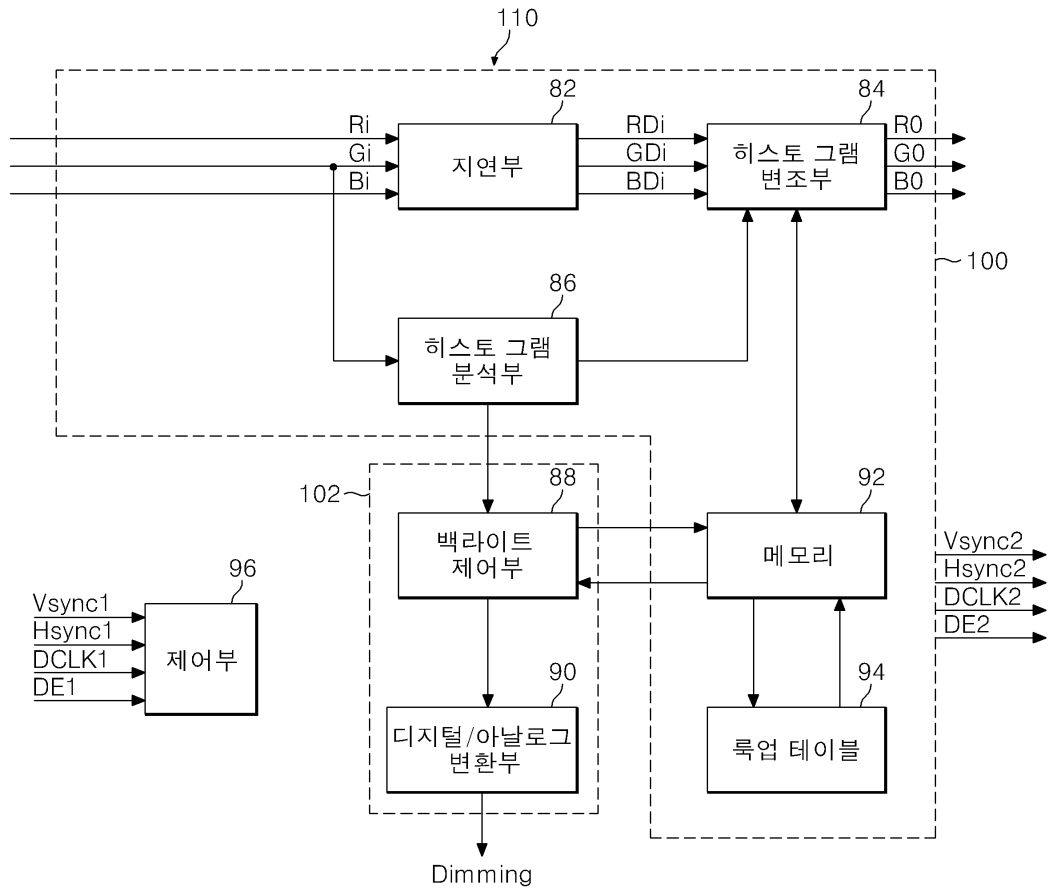 110
82
84
Ri
Gi
Bi
지연부
RDi
GDi
BDi
히스토 그램
변조부
R0
G0
B0
100
86
히스토 그램
분석부
102
88
백라이트
제어부
92
메모리
Vsync2
Hsync2
DCLK2
DE2
96
Vsync1
Hsync1
DCLK1
DE1
제어부
90
디지털/아날로그
변환부
94
룩업 테이블
Dimming